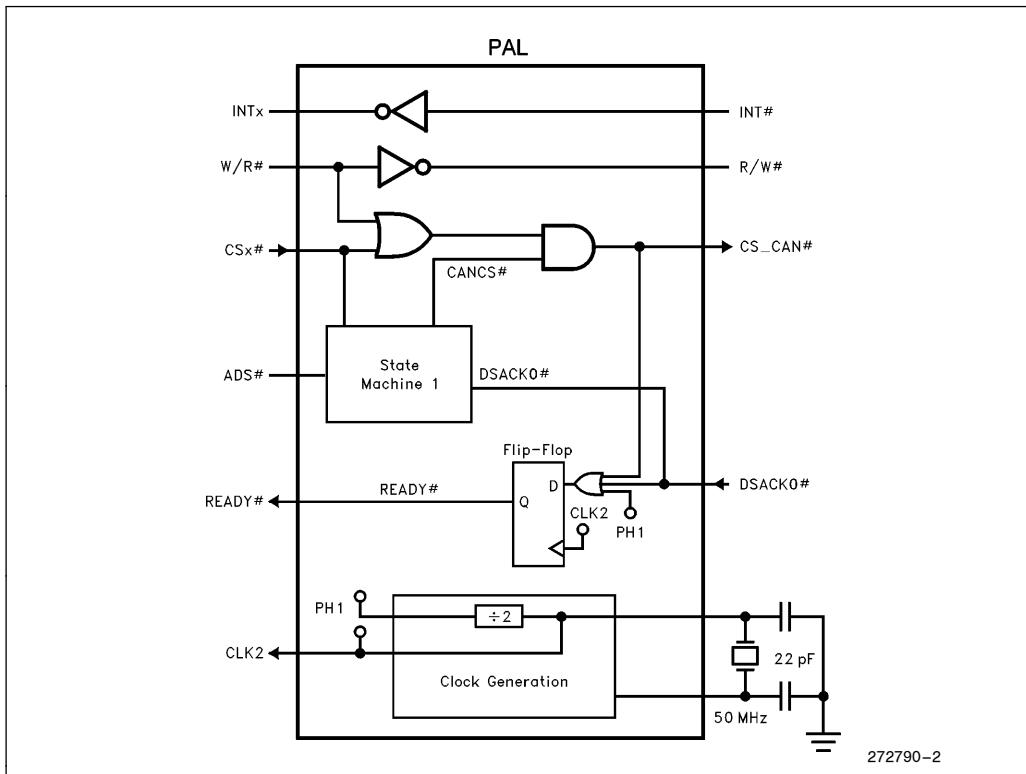 PAL
INTx
INT#
W/R#
R/W#
CSx#
CS_CAN#
CANCS#
State
Machine 1
ADS#
DSACK0#
Flip-Flop
READY#
READY#
Q
D
DSACK0#
CLK2
PH1
PH1
÷2
CLK2
Clock Generation
22 pF
50 MHz
272790-2